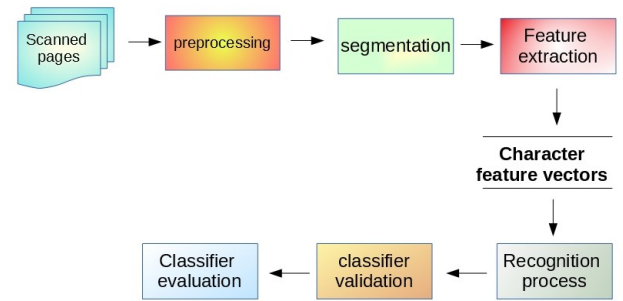 Scanned
pages
preprocessing
segmentation
Feature
extraction
Character
feature vectors
Recognition
process
classifier
validation
Classifier
evaluation